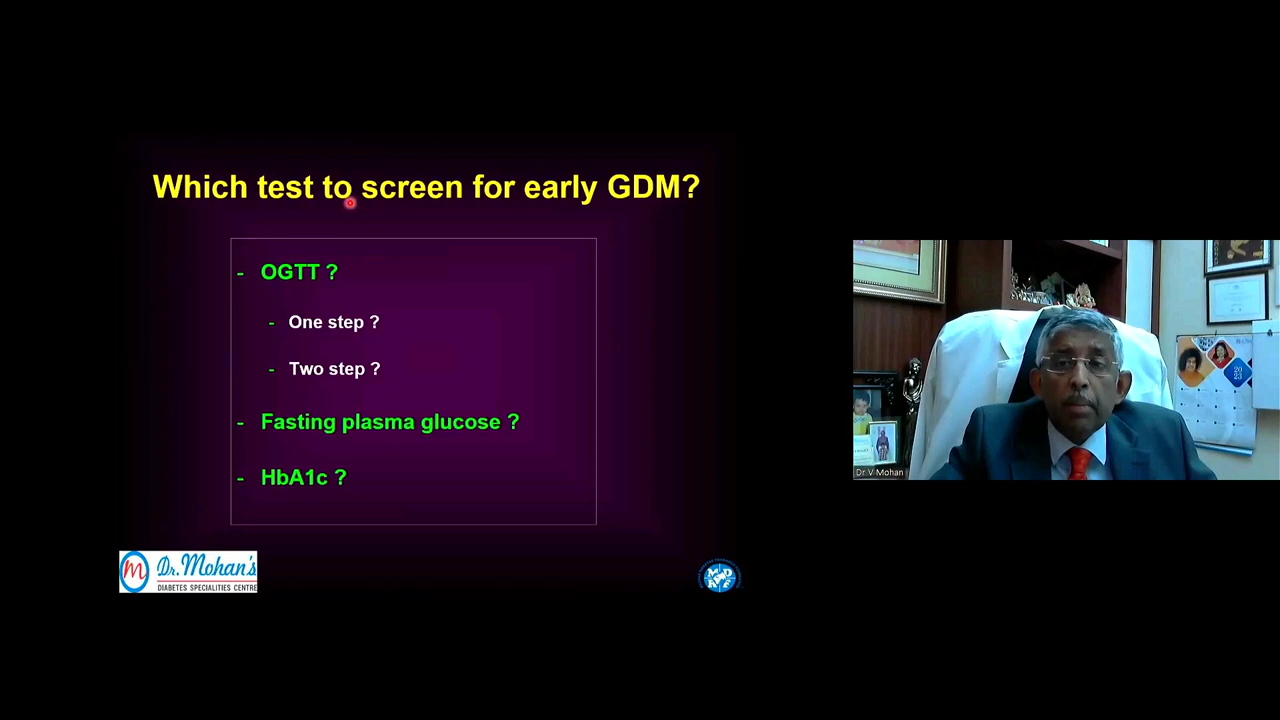 Which test to screen for early GDM?
- OGTT ?
- One step ?
- Two step ?
- Fasting plasma glucose ?
- HbA1c ?
m Dr. Mohan's
DIABETES SPECIALITIES CENTRE
Dr V Mohan
2023